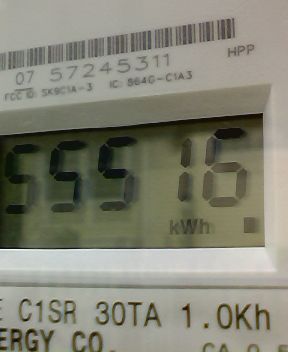 HPP
07 57245311
FCC ID: SK9C1A-3 IC: 864G-C1A3
55516
kWh
C1SR 30TA 1.0Kh
ERGY CO.